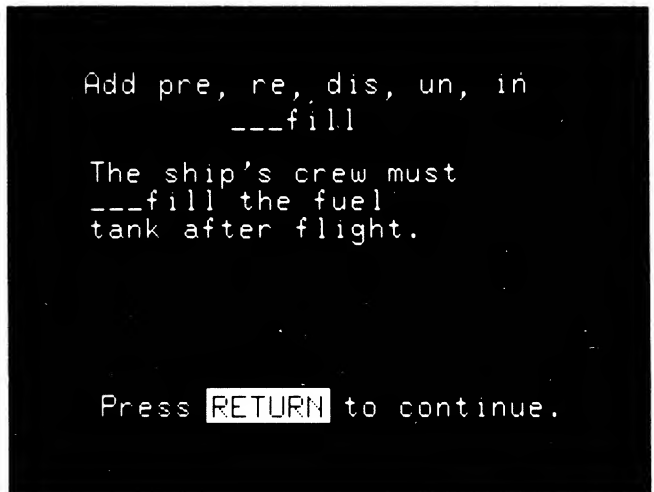 Add pre, re, dis, un, in
___fill
The ship's crew must
___fill the fuel
tank after flight.
Press RETURN to continue.